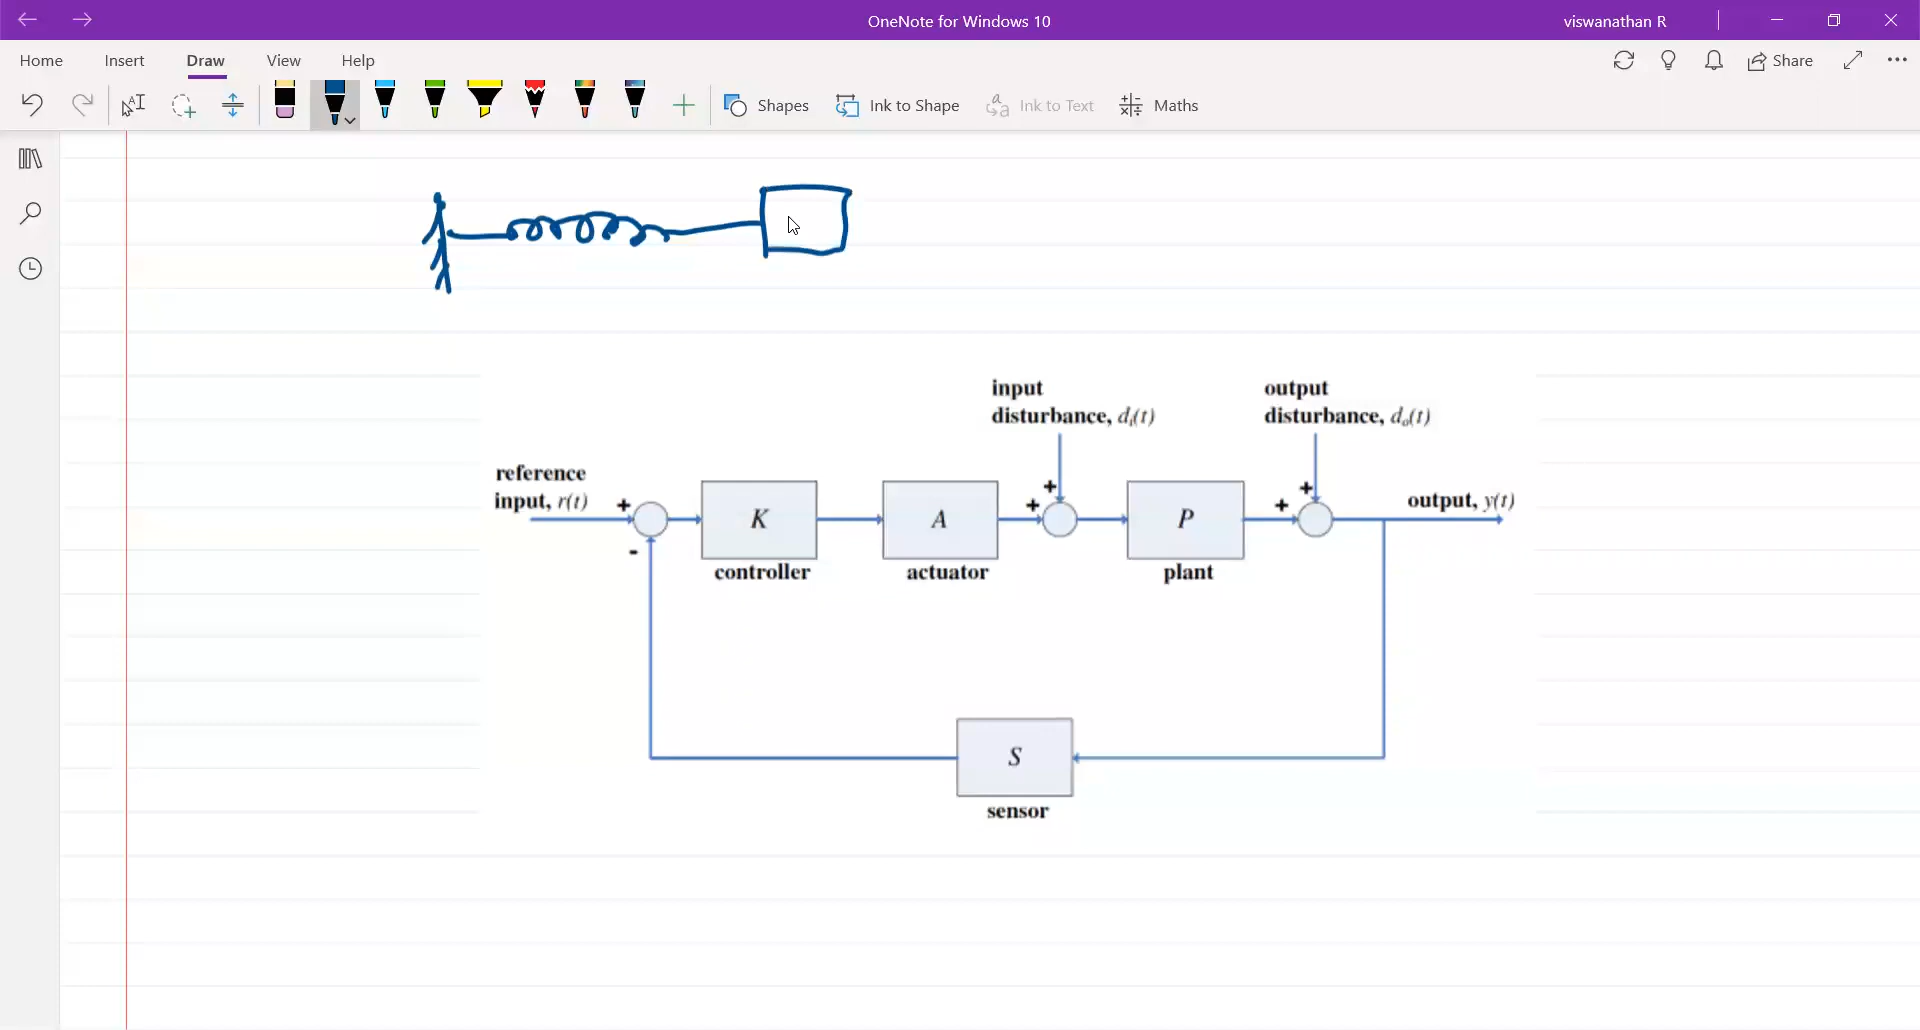 OneNote for Windows 10
viswanathan R
Home Insert Draw View Help
Share
Shapes Ink to Shape Ink to Text Maths
input
disturbance, dᵢ(t)
output
disturbance, dₒ(t)
reference
input, r(t)
+
-
+
+
+
+
output, y(t)
K
controller
A
actuator
P
plant
S
sensor